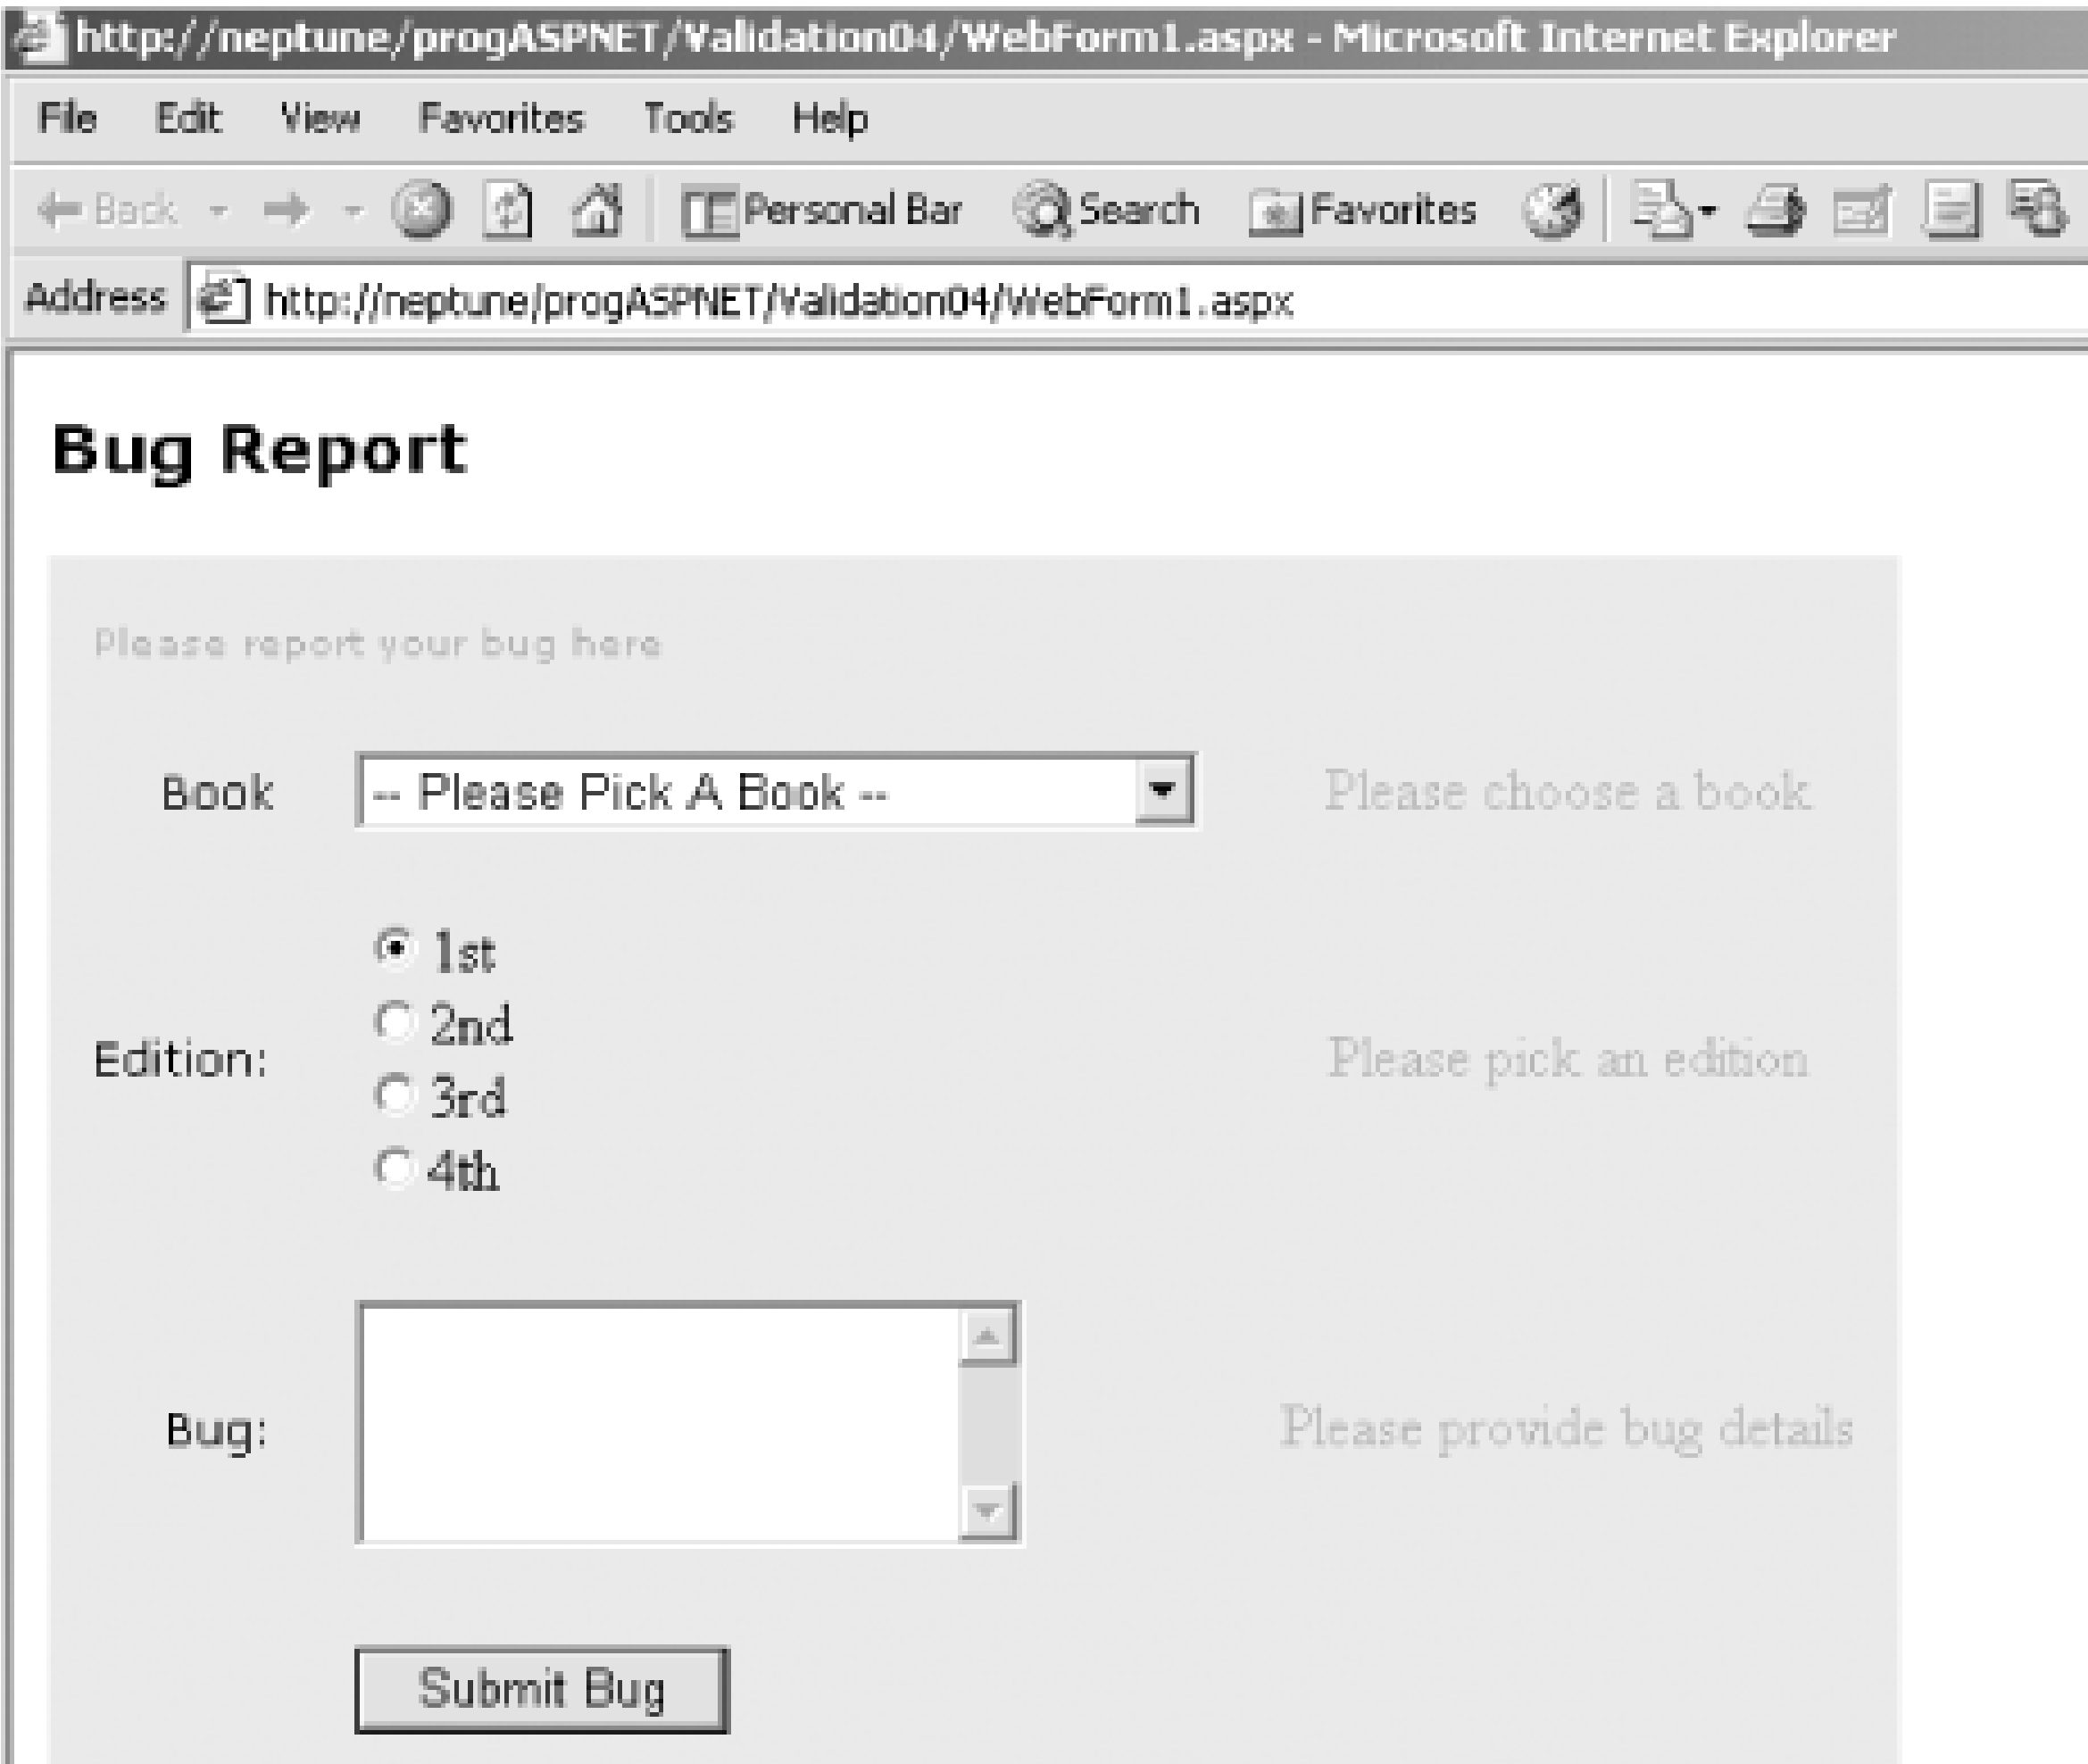 http://neptune/progASPNET/Validation04/WebForm1.aspx - Microsoft Internet Explorer
File Edit View Favorites Tools Help
Back Personal Bar Search Favorites
Address http://neptune/progASPNET/Validation04/WebForm1.aspx
Bug Report
Please report your bug here
Book -- Please Pick A Book -- Please choose a book
1st
2nd
Edition: Please pick an edition
3rd
4th
Bug: Please provide bug details
Submit Bug